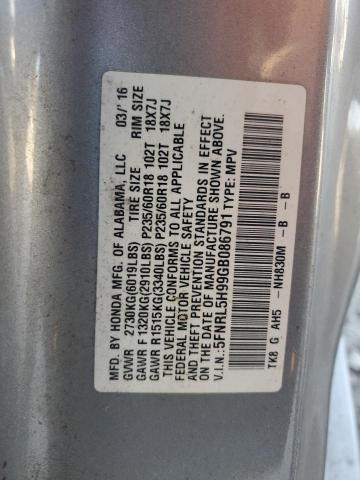 MFD. BY HONDA MFG. OF ALABAMA, LLC 03/ 16
GVWR 2730KG(6019LBS) TIRE SIZE RIM SIZE
GAWR F 1320KG(2910LBS) P235/60R18 102T 18X7J
GAWR R1515KG(3340LBS) P235/60R18 102T 18X7J
THIS VEHICLE CONFORMS TO ALL APPLICABLE
FEDERAL MOTOR VEHICLE SAFETY
AND THEFT PREVENTION STANDARDS IN EFFECT
ON THE DATE OF MANUFACTURE SHOWN ABOVE.
V.I.N.: 5FNRL5H99GB086791 TYPE: MPV
TK8 G AH5 - NH830M - B - B